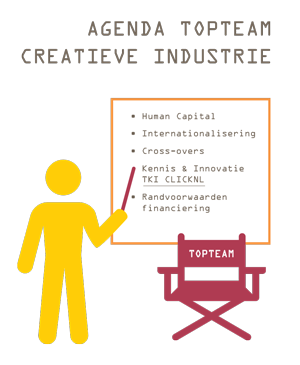 AGENDA TOPTEAM
CREATIEVE INDUSTRIE
• Human Capital
• Internationalisering
• Cross-overs
• Kennis & Innovatie
TKI CLICKNL
• Randvoorwaarden
financiering
TOPTEAM